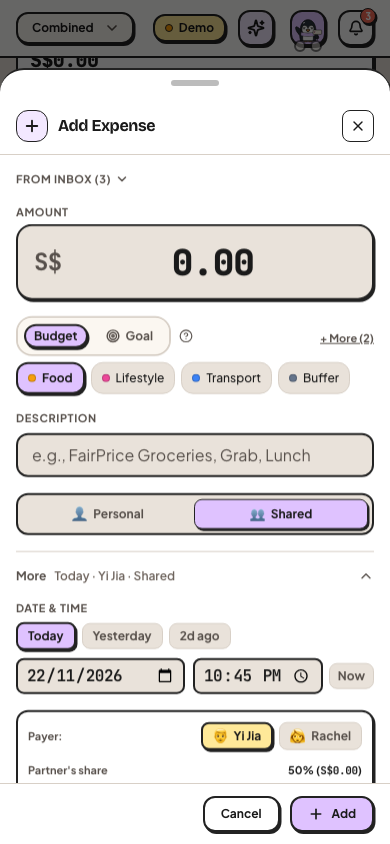 Combined
Demo
3
S$0.00
Add Expense
FROM INBOX (3)
AMOUNT
S$ 0.00
Budget Goal + More (2)
Food Lifestyle Transport Buffer
DESCRIPTION
e.g., FairPrice Groceries, Grab, Lunch
Personal Shared
More Today · Yi Jia · Shared
DATE & TIME
Today Yesterday 2d ago
22/11/2026 10:45 PM Now
Payer: Yi Jia Rachel
Partner's share 50% (S$0.00)
Cancel Add